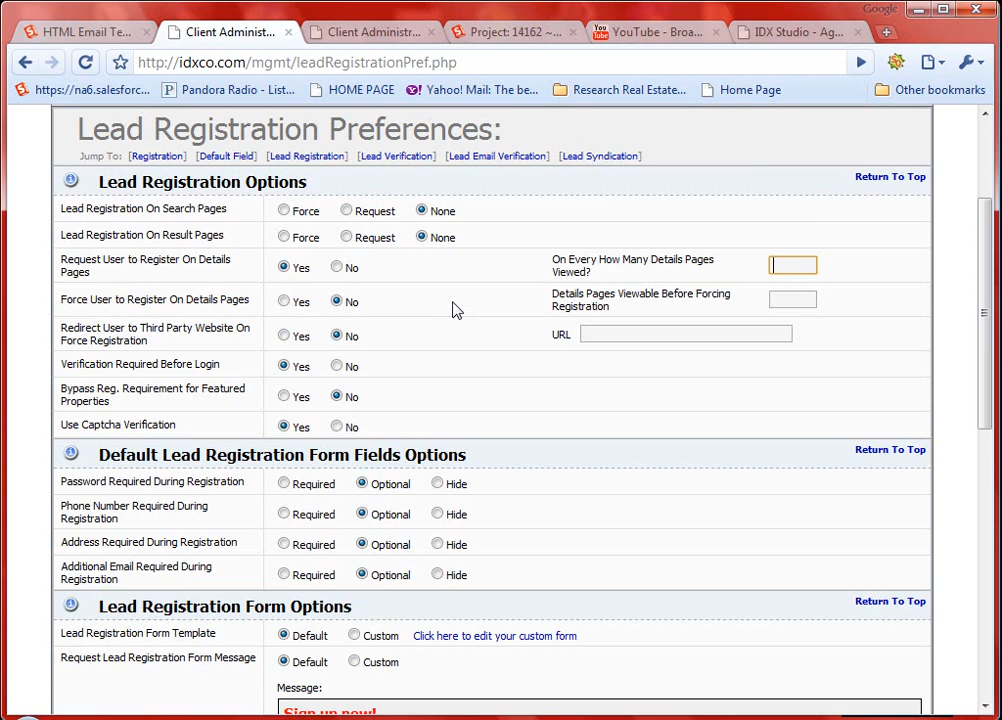 Google
HTML Email Te...
Client Administ...
Client Administr...
Project: 14162 ~...
You Tube
YouTube - Broa...
IDX Studio - Ag...
http://idxco.com/mgmt/leadRegistrationPref.php
https://na6.salesforc...
Pandora Radio - List...
HOME PAGE
Yahoo! Mail: The be...
Research Real Estate...
Home Page
Other bookmarks
Lead Registration Preferences:
Jump To: [Registration] [Default Field] [Lead Registration] [Lead Verification] [Lead Email Verification] [Lead Syndication]
Lead Registration Options
Return To Top
Lead Registration On Search Pages
Force Request None
Lead Registration On Result Pages
Force Request None
Request User to Register On Details
Pages
Yes No
On Every How Many Details Pages
Viewed?
Force User to Register On Details Pages
Yes No
Details Pages Viewable Before Forcing
Registration
Redirect User to Third Party Website On
Force Registration
Yes No
URL
Verification Required Before Login
Yes No
Bypass Reg. Requirement for Featured
Properties
Yes No
Use Captcha Verification
Yes No
Default Lead Registration Form Fields Options
Return To Top
Password Required During Registration
Required Optional Hide
Phone Number Required During
Registration
Required Optional Hide
Address Required During Registration
Required Optional Hide
Additional Email Required During
Registration
Required Optional Hide
Lead Registration Form Options
Return To Top
Lead Registration Form Template
Default Custom Click here to edit your custom form
Request Lead Registration Form Message
Default Custom
Message:
Sign up now!